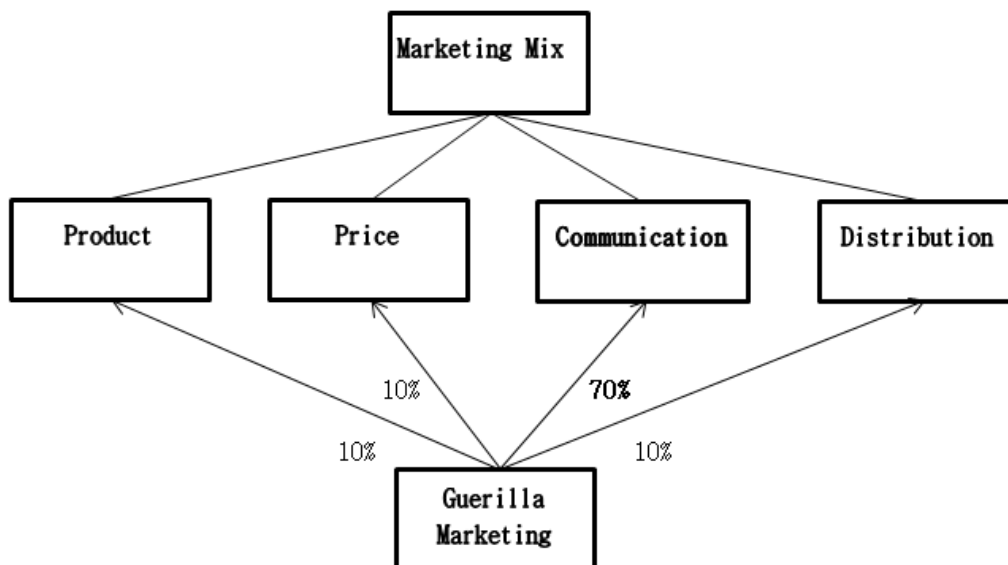 Marketing Mix
Product
Price
Communication
Distribution
10%
70%
10%
10%
Guerilla
Marketing